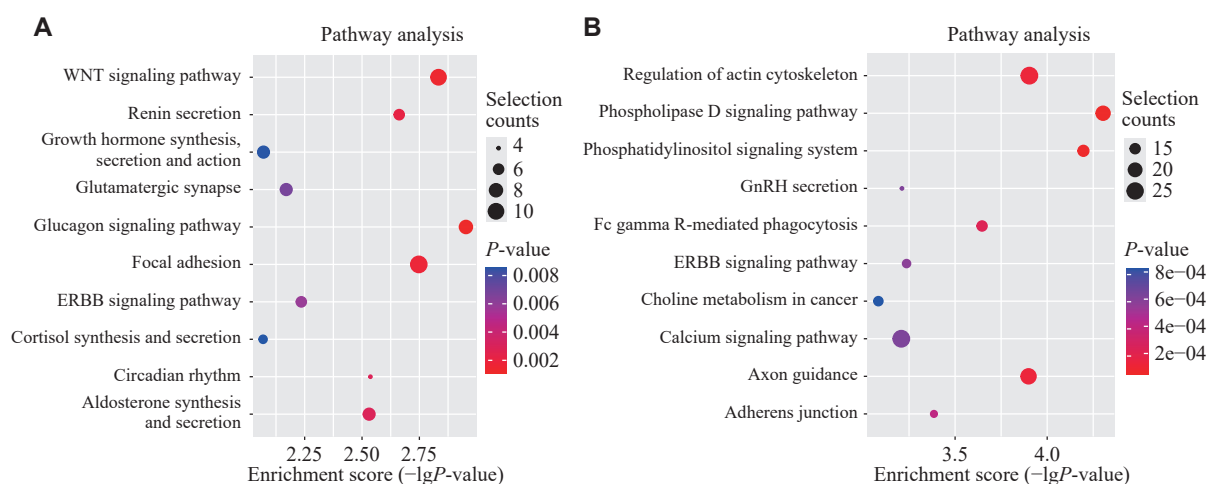 A
Pathway analysis
WNT signaling pathway
Renin secretion
Growth hormone synthesis,
secretion and action
Glutamatergic synapse
Glucagon signaling pathway
Focal adhesion
ERBB signaling pathway
Cortisol synthesis and secretion
Circadian rhythm
Aldosterone synthesis
and secretion
2.25 2.50 2.75
Enrichment score (−lgP-value)
Selection
counts
4
6
8
10
P-value
0.008
0.006
0.004
0.002
B
Pathway analysis
Regulation of actin cytoskeleton
Phospholipase D signaling pathway
Phosphatidylinositol signaling system
GnRH secretion
Fc gamma R-mediated phagocytosis
ERBB signaling pathway
Choline metabolism in cancer
Calcium signaling pathway
Axon guidance
Adherens junction
3.5 4.0
Enrichment score (−lgP-value)
Selection
counts
15
20
25
P-value
8e−04
6e−04
4e−04
2e−04